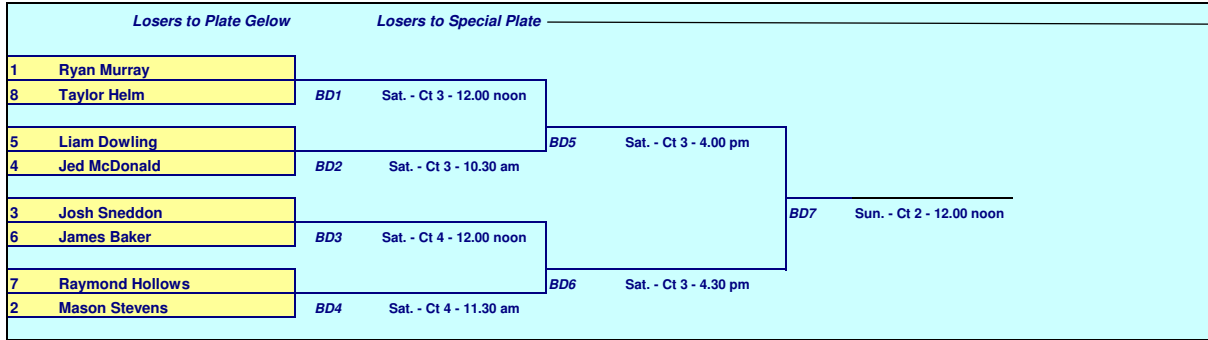 Losers to Plate Gelow Losers to Special Plate
1 Ryan Murray
8 Taylor Helm BD1 Sat. - Ct 3 - 12.00 noon
5 Liam Dowling BD5 Sat. - Ct 3 - 4.00 pm
4 Jed McDonald BD2 Sat. - Ct 3 - 10.30 am
3 Josh Sneddon BD7 Sun. - Ct 2 - 12.00 noon
6 James Baker BD3 Sat. - Ct 4 - 12.00 noon
7 Raymond Hollows BD6 Sat. - Ct 3 - 4.30 pm
2 Mason Stevens BD4 Sat. - Ct 4 - 11.30 am